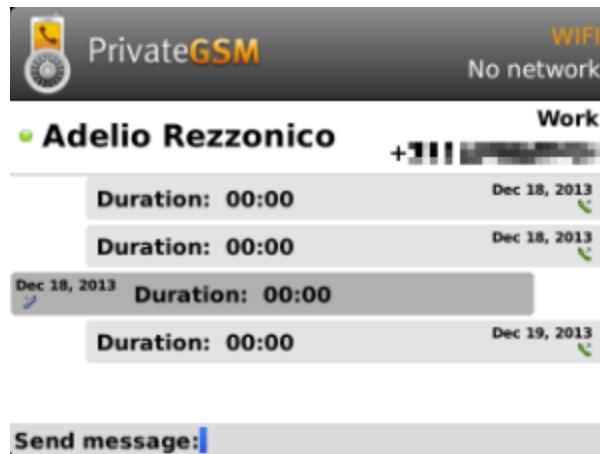 PrivateGSM
WIFI
No network
Adelio Rezzonico
Work
Duration: 00:00
Dec 18, 2013
Duration: 00:00
Dec 18, 2013
Dec 18, 2013
Duration: 00:00
Duration: 00:00
Dec 19, 2013
Send message: